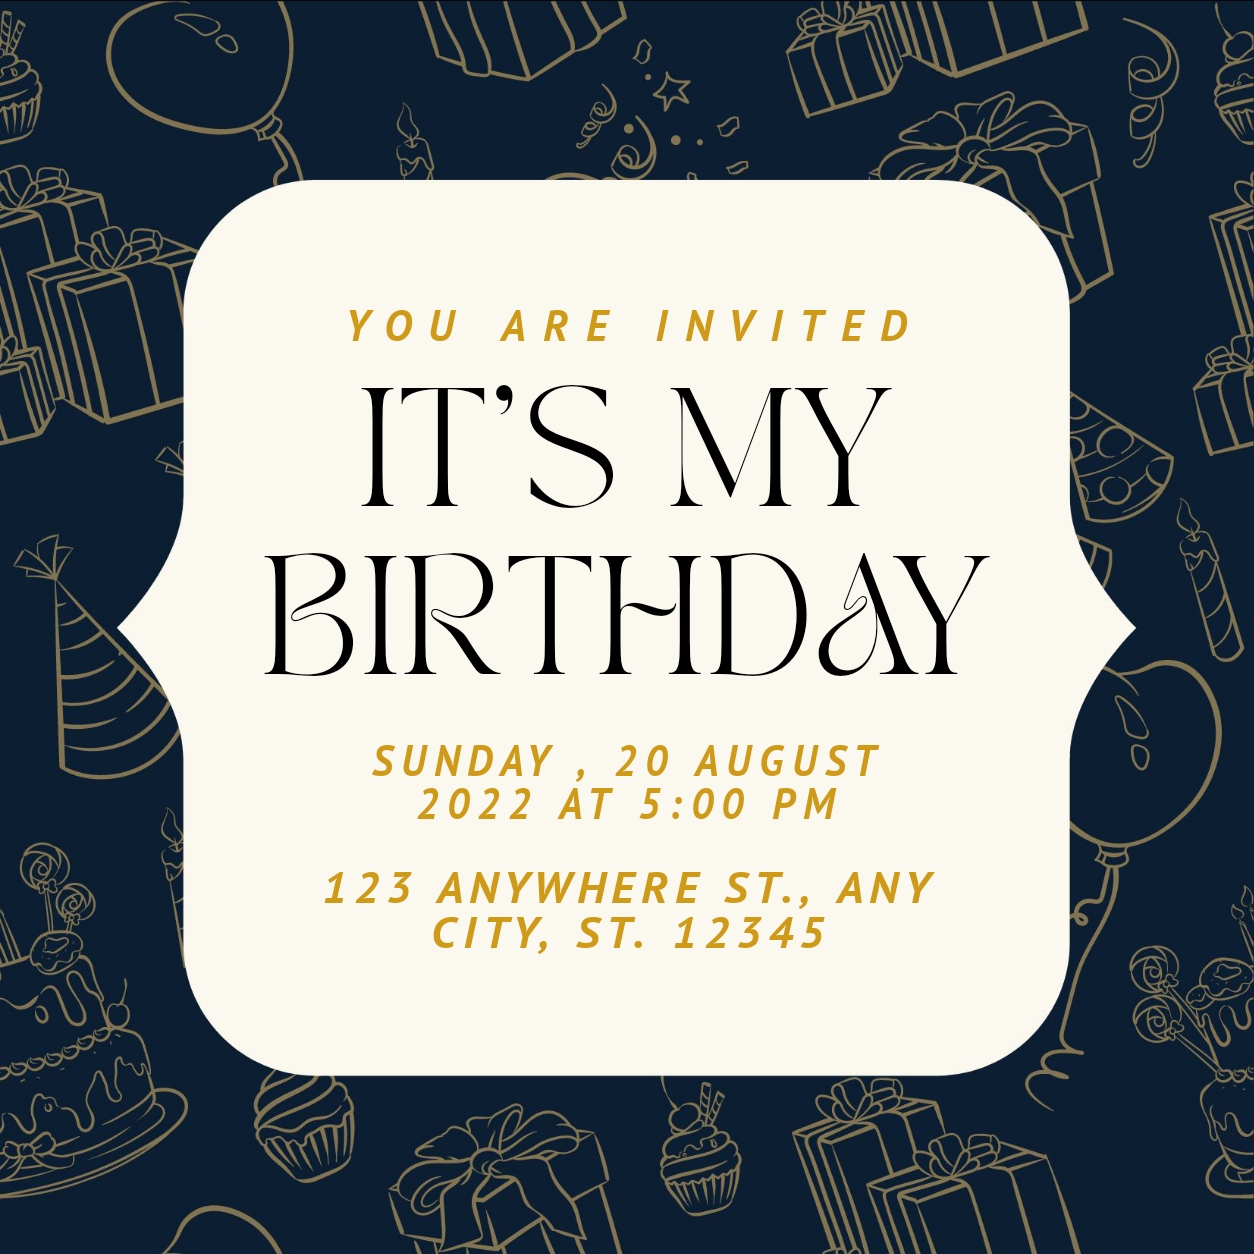 YOU ARE INVITED
IT’S MY
BIRTHDAY
SUNDAY , 20 AUGUST
2022 AT 5:00 PM
123 ANYWHERE ST., ANY
CITY, ST. 12345